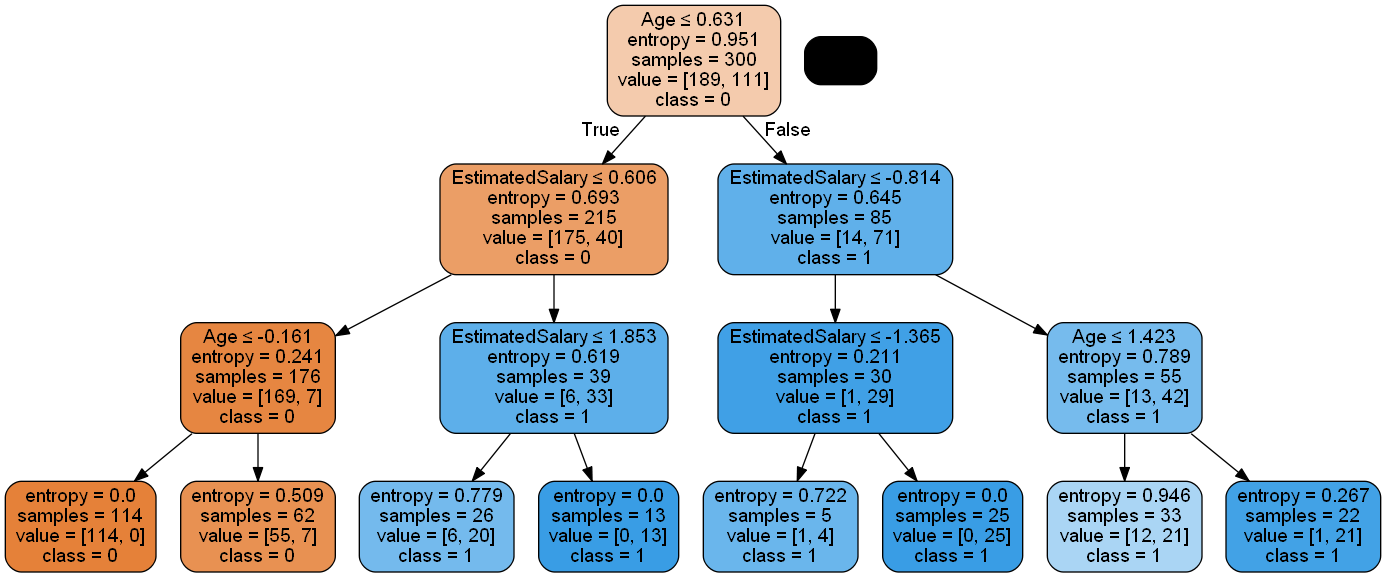 Age ≤ 0.631
entropy = 0.951
samples = 300
value = [189, 111]
class = 0
True
False
EstimatedSalary ≤ 0.606
entropy = 0.693
samples = 215
value = [175, 40]
class = 0
EstimatedSalary ≤ -0.814
entropy = 0.645
samples = 85
value = [14, 71]
class = 1
Age ≤ -0.161
entropy = 0.241
samples = 176
value = [169, 7]
class = 0
EstimatedSalary ≤ 1.853
entropy = 0.619
samples = 39
value = [6, 33]
class = 1
EstimatedSalary ≤ -1.365
entropy = 0.211
samples = 30
value = [1, 29]
class = 1
Age ≤ 1.423
entropy = 0.789
samples = 55
value = [13, 42]
class = 1
entropy = 0.0
samples = 114
value = [114, 0]
class = 0
entropy = 0.509
samples = 62
value = [55, 7]
class = 0
entropy = 0.779
samples = 26
value = [6, 20]
class = 1
entropy = 0.0
samples = 13
value = [0, 13]
class = 1
entropy = 0.722
samples = 5
value = [1, 4]
class = 1
entropy = 0.0
samples = 25
value = [0, 25]
class = 1
entropy = 0.946
samples = 33
value = [12, 21]
class = 1
entropy = 0.267
samples = 22
value = [1, 21]
class = 1